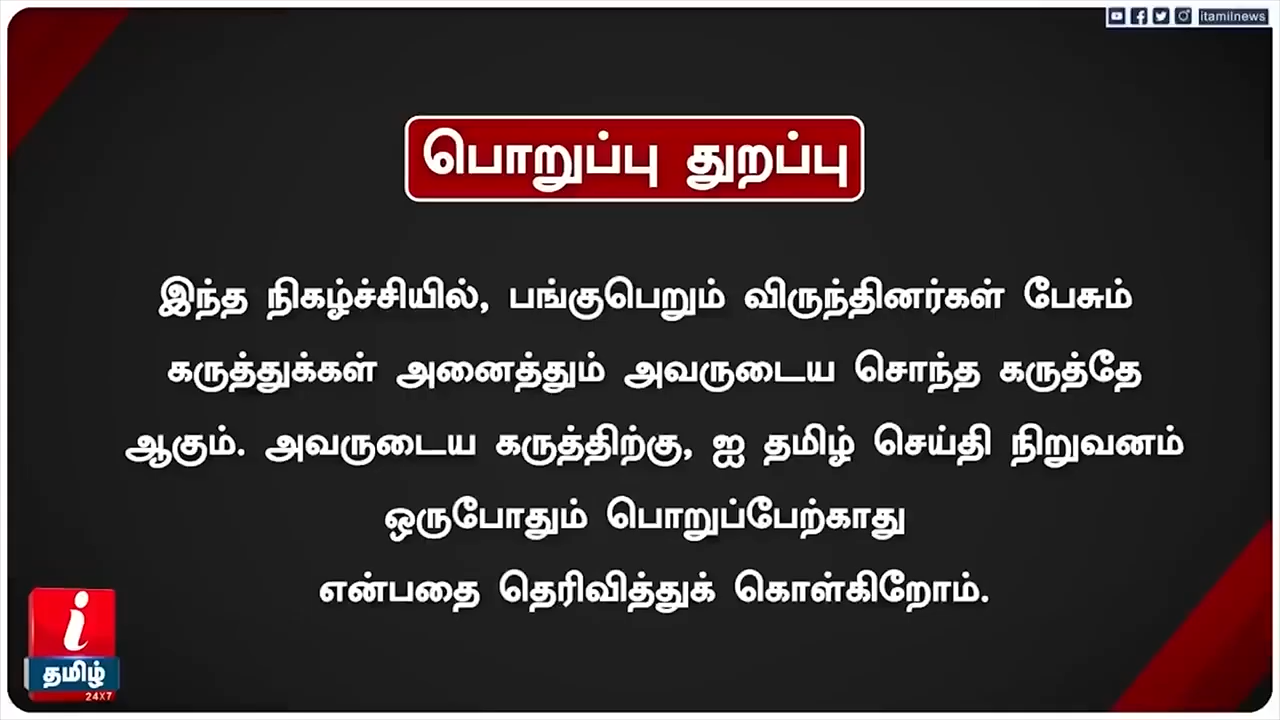 itamilnews
பொறுப்பு துறப்பு
இந்த நிகழ்ச்சியில், பங்குபெறும் விருந்தினர்கள் பேசும்
கருத்துக்கள் அனைத்தும் அவருடைய சொந்த கருத்தே
ஆகும். அவருடைய கருத்திற்கு, ஐ தமிழ் செய்தி நிறுவனம்
ஒருபோதும் பொறுப்பேற்காது
என்பதை தெரிவித்துக் கொள்கிறோம்.
i
தமிழ்
24X7